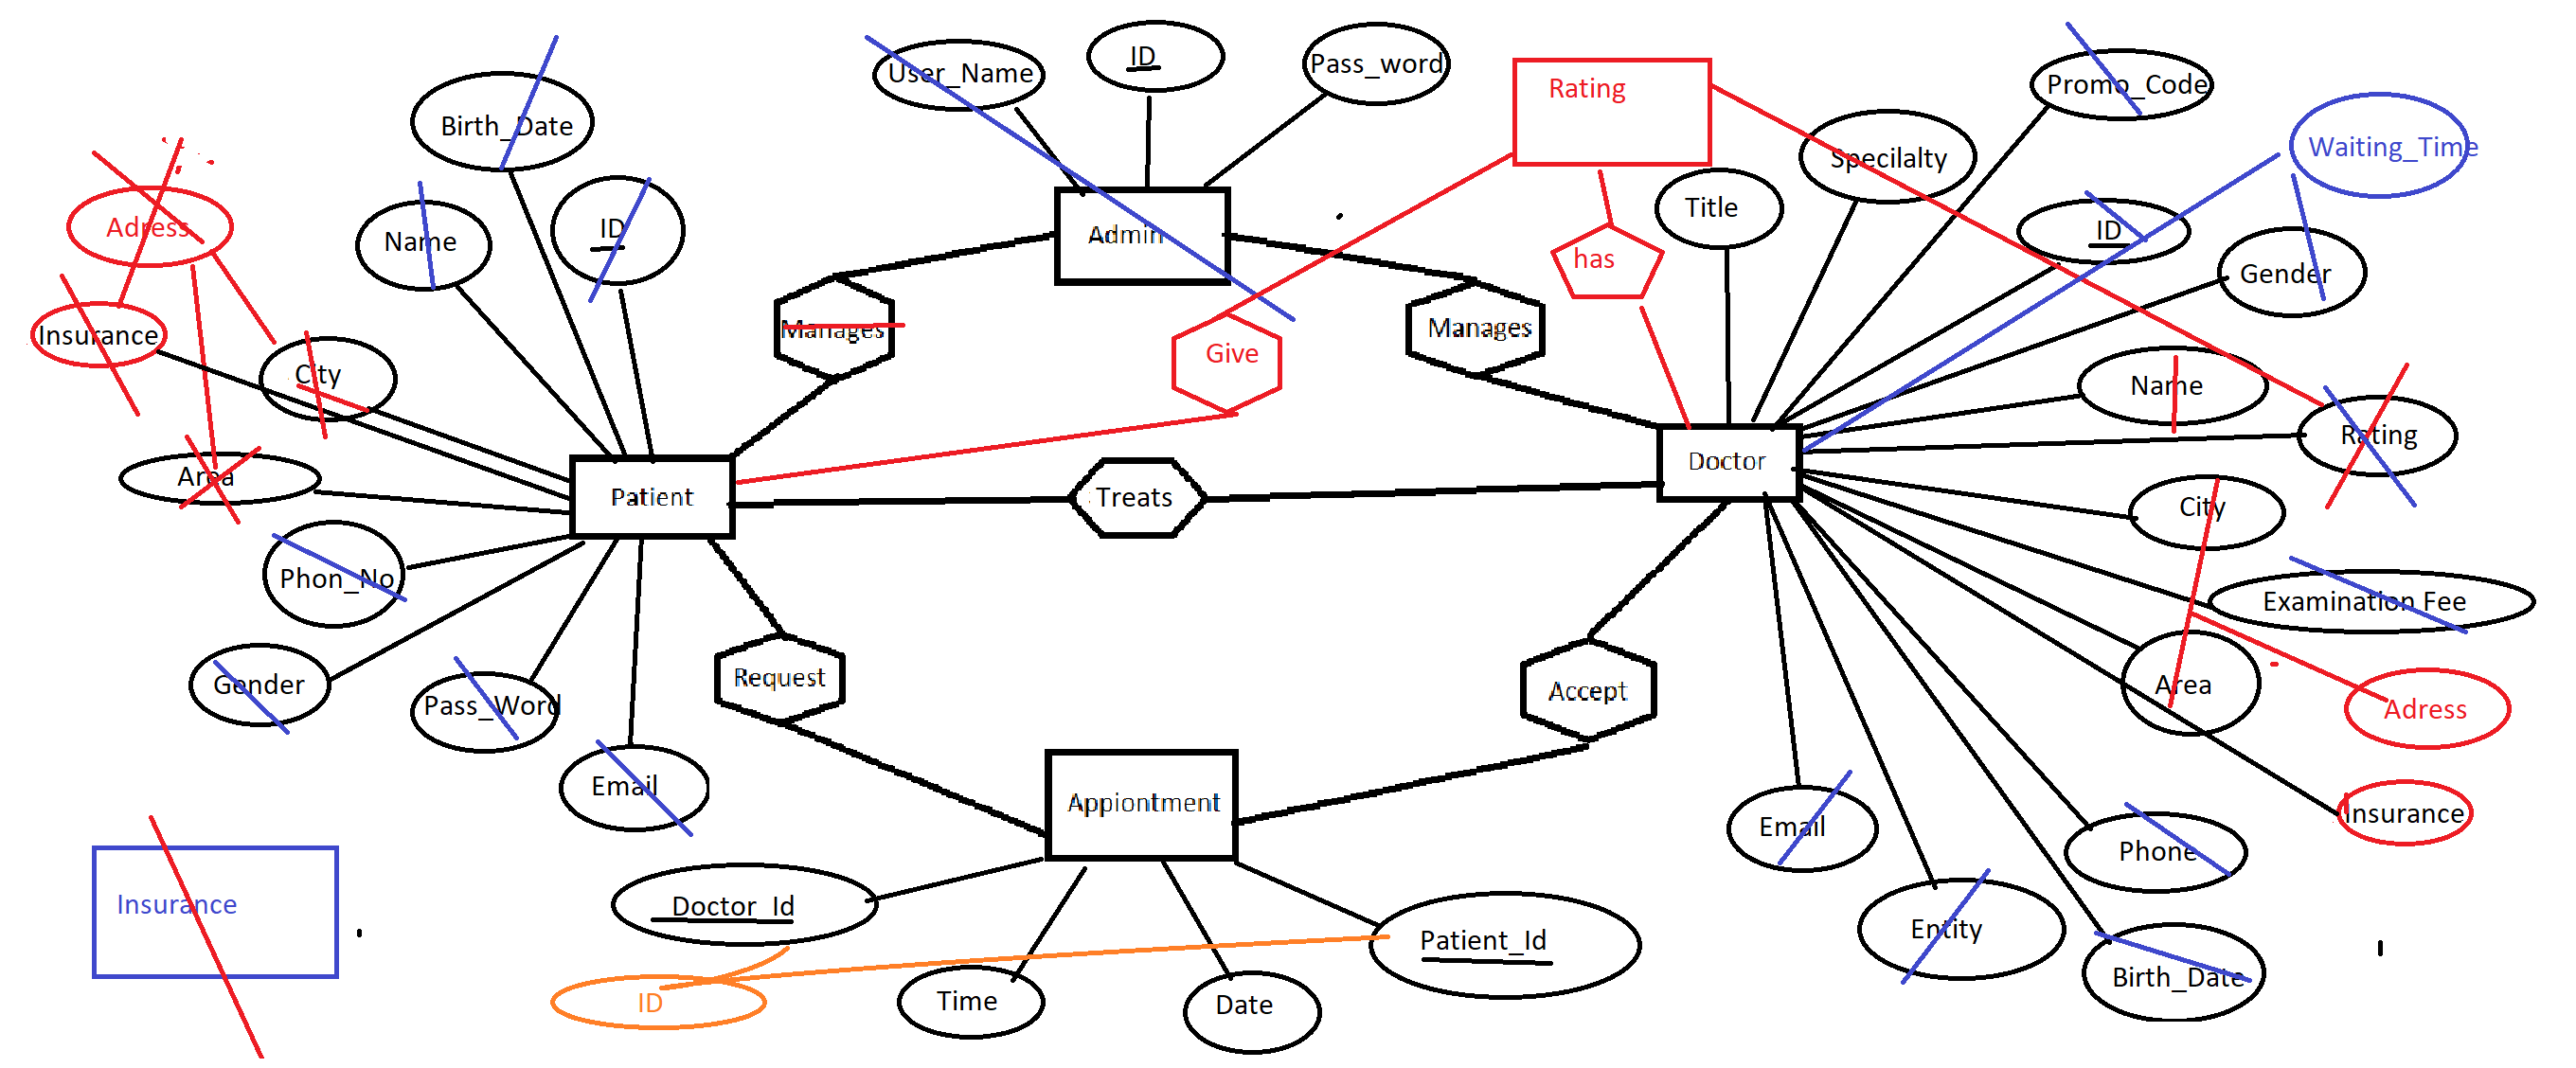 User_Name
ID
Pass_word
Rating
Promo_Code
Birth_Date
Specilalty
Waiting_Time
Adress
Name
ID
Title
ID
Admin
has
Gender
Insurance
City
Manages
Give
Manages
Name
Rating
Area
Patient
Treats
Doctor
City
Phon_No
Examination Fee
Gender
Pass_Word
Request
Accept
Area
Adress
Email
Appiontment
Email
Insurance
Phone
Insurance
Doctor_Id
Patient_Id
Entity
Birth_Date
ID
Time
Date